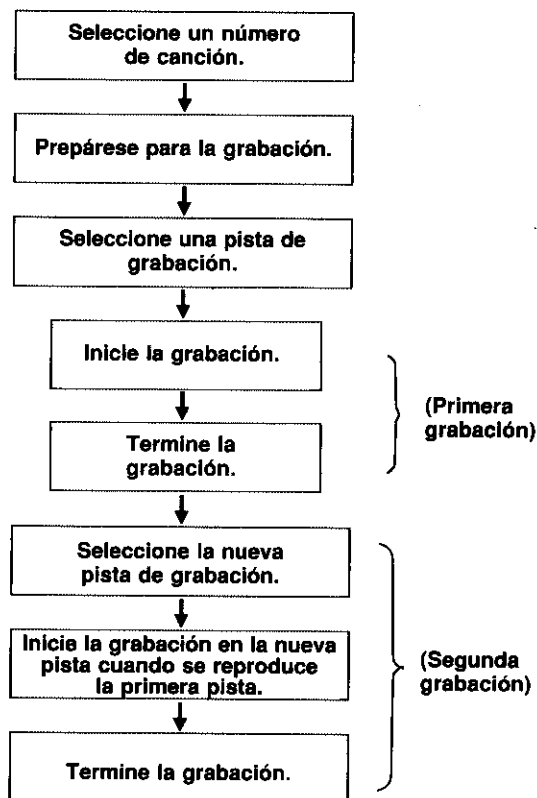 Seleccione un número
de canción.
Prepárese para la grabación.
Seleccione una pista de
grabación.
Inicie la grabación.
Termine la
grabación.
(Primera
grabación)
Seleccione la nueva
pista de grabación.
Inicie la grabación en la nueva
pista cuando se reproduce
la primera pista.
Termine la grabación.
(Segunda
grabación)